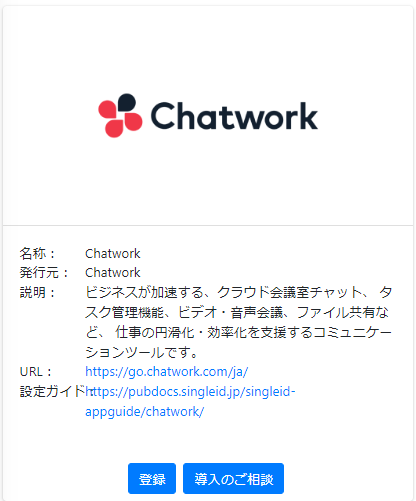 Chatwork
名称： Chatwork
発行元： Chatwork
説明： ビジネスが加速する、クラウド会議室チャット、 タ
スク管理機能、ビデオ・音声会議、ファイル共有な
ど、 仕事の円滑化・効率化を支援するコミュニケー
ションツールです。
URL： https://go.chatwork.com/ja/
設定ガイド： https://pubdocs.singleid.jp/singleid-
appguide/chatwork/
登録 導入のご相談